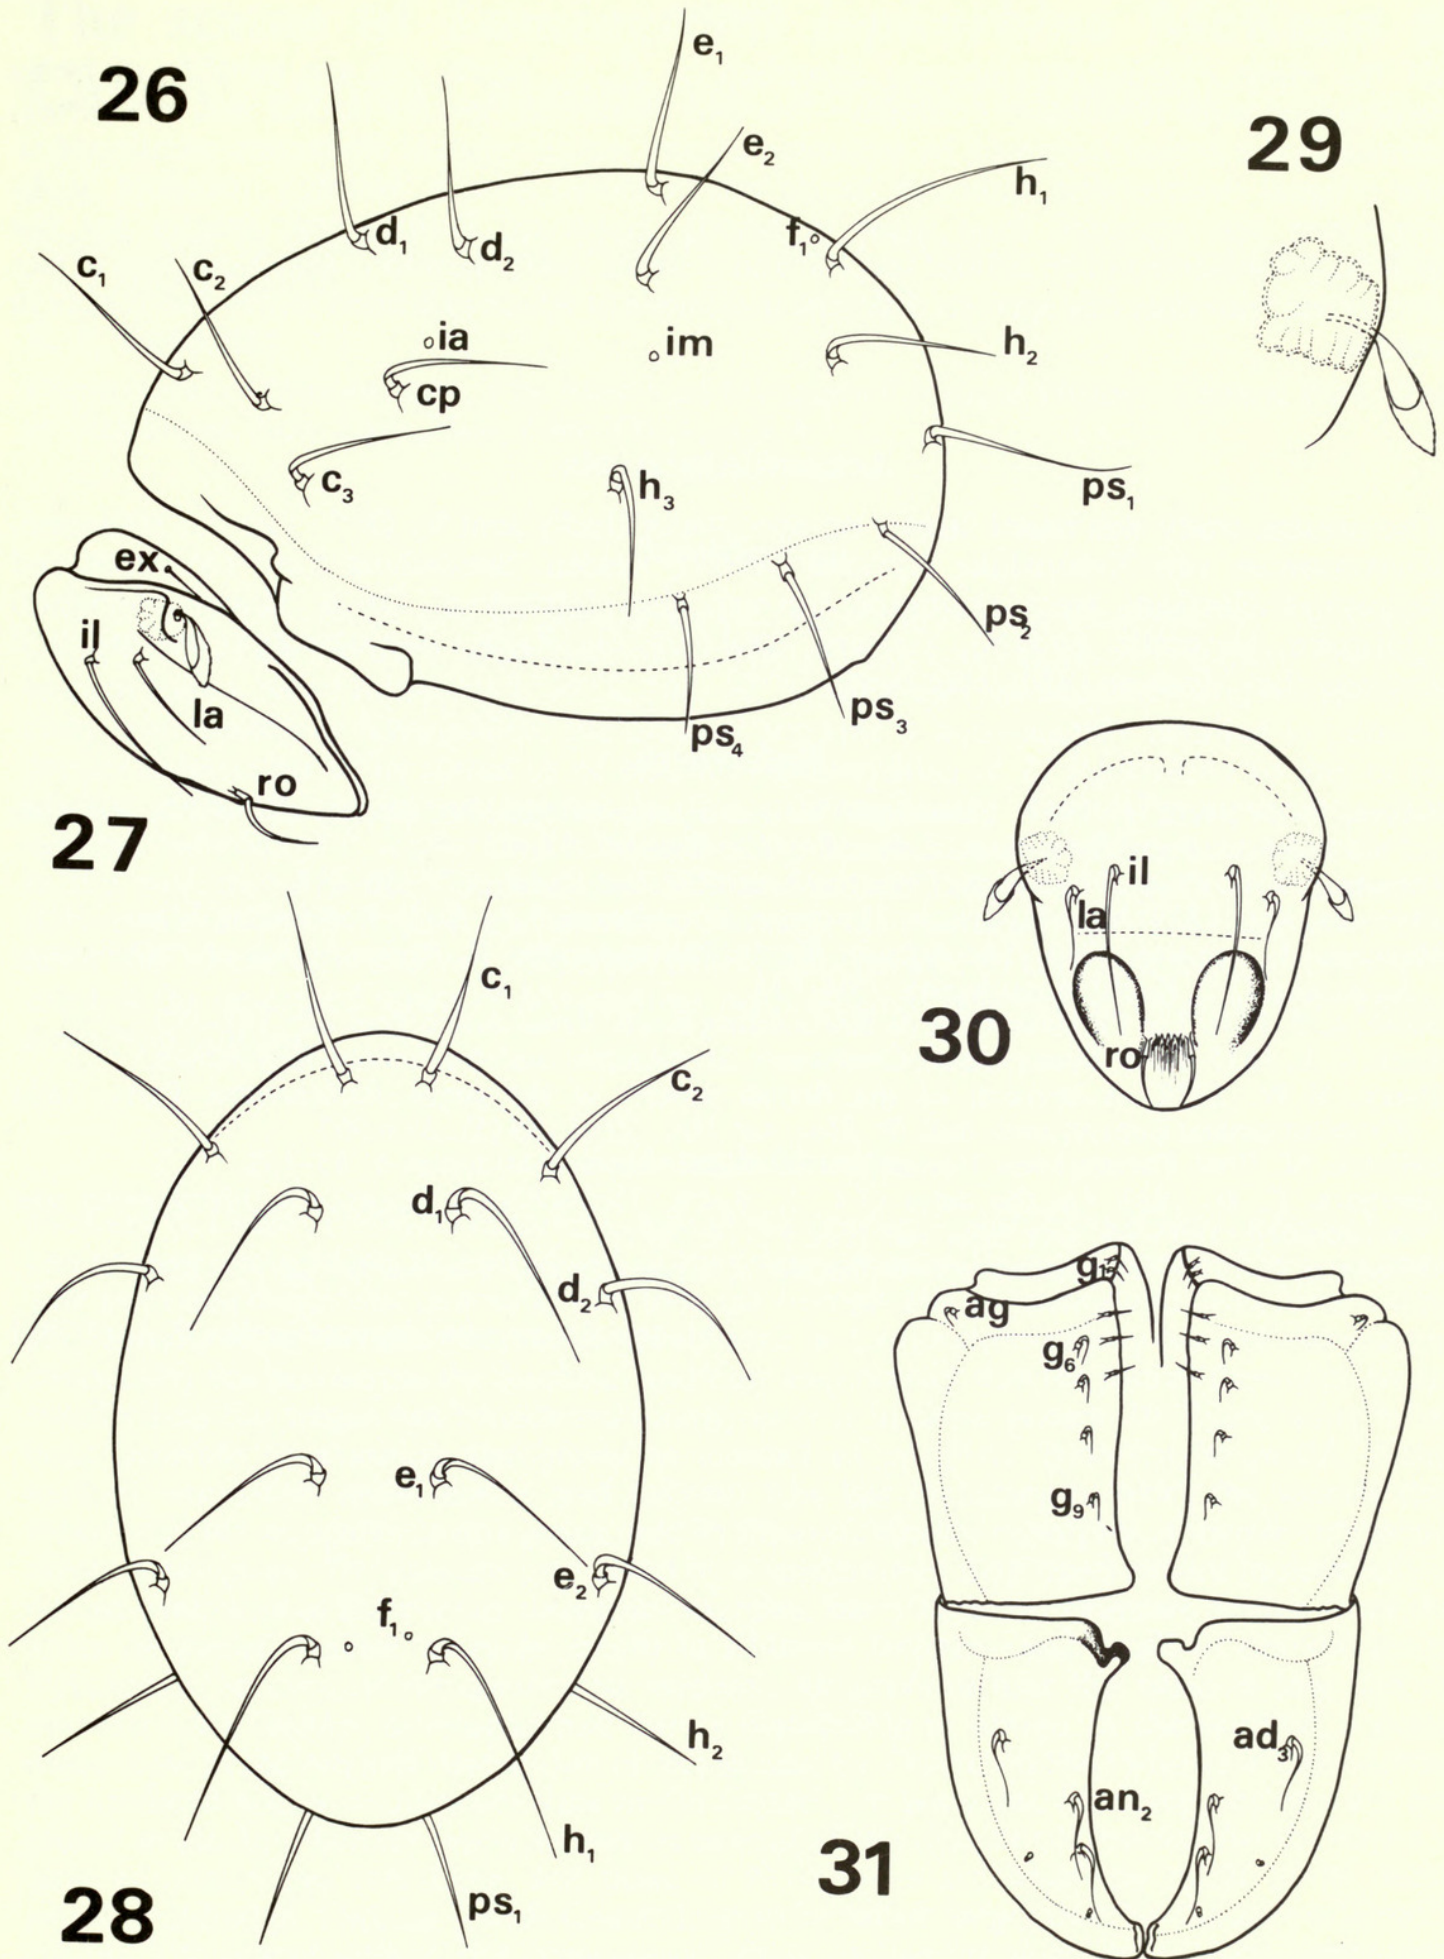 26
e₁
e₂
29
h₁
f₁
d₁
d₂
c₁
c₂
ia
im
h₂
cp
c₃
h₃
ps₁
ex
il
ps₂
la
ps₃
ps₄
ro
27
il
la
30
ro
c₁
c₂
d₁
d₂
e₁
e₂
f₁
h₂
h₁
ps₁
28
g₁
ag
g₆
g₉
ad₃
an₂
31